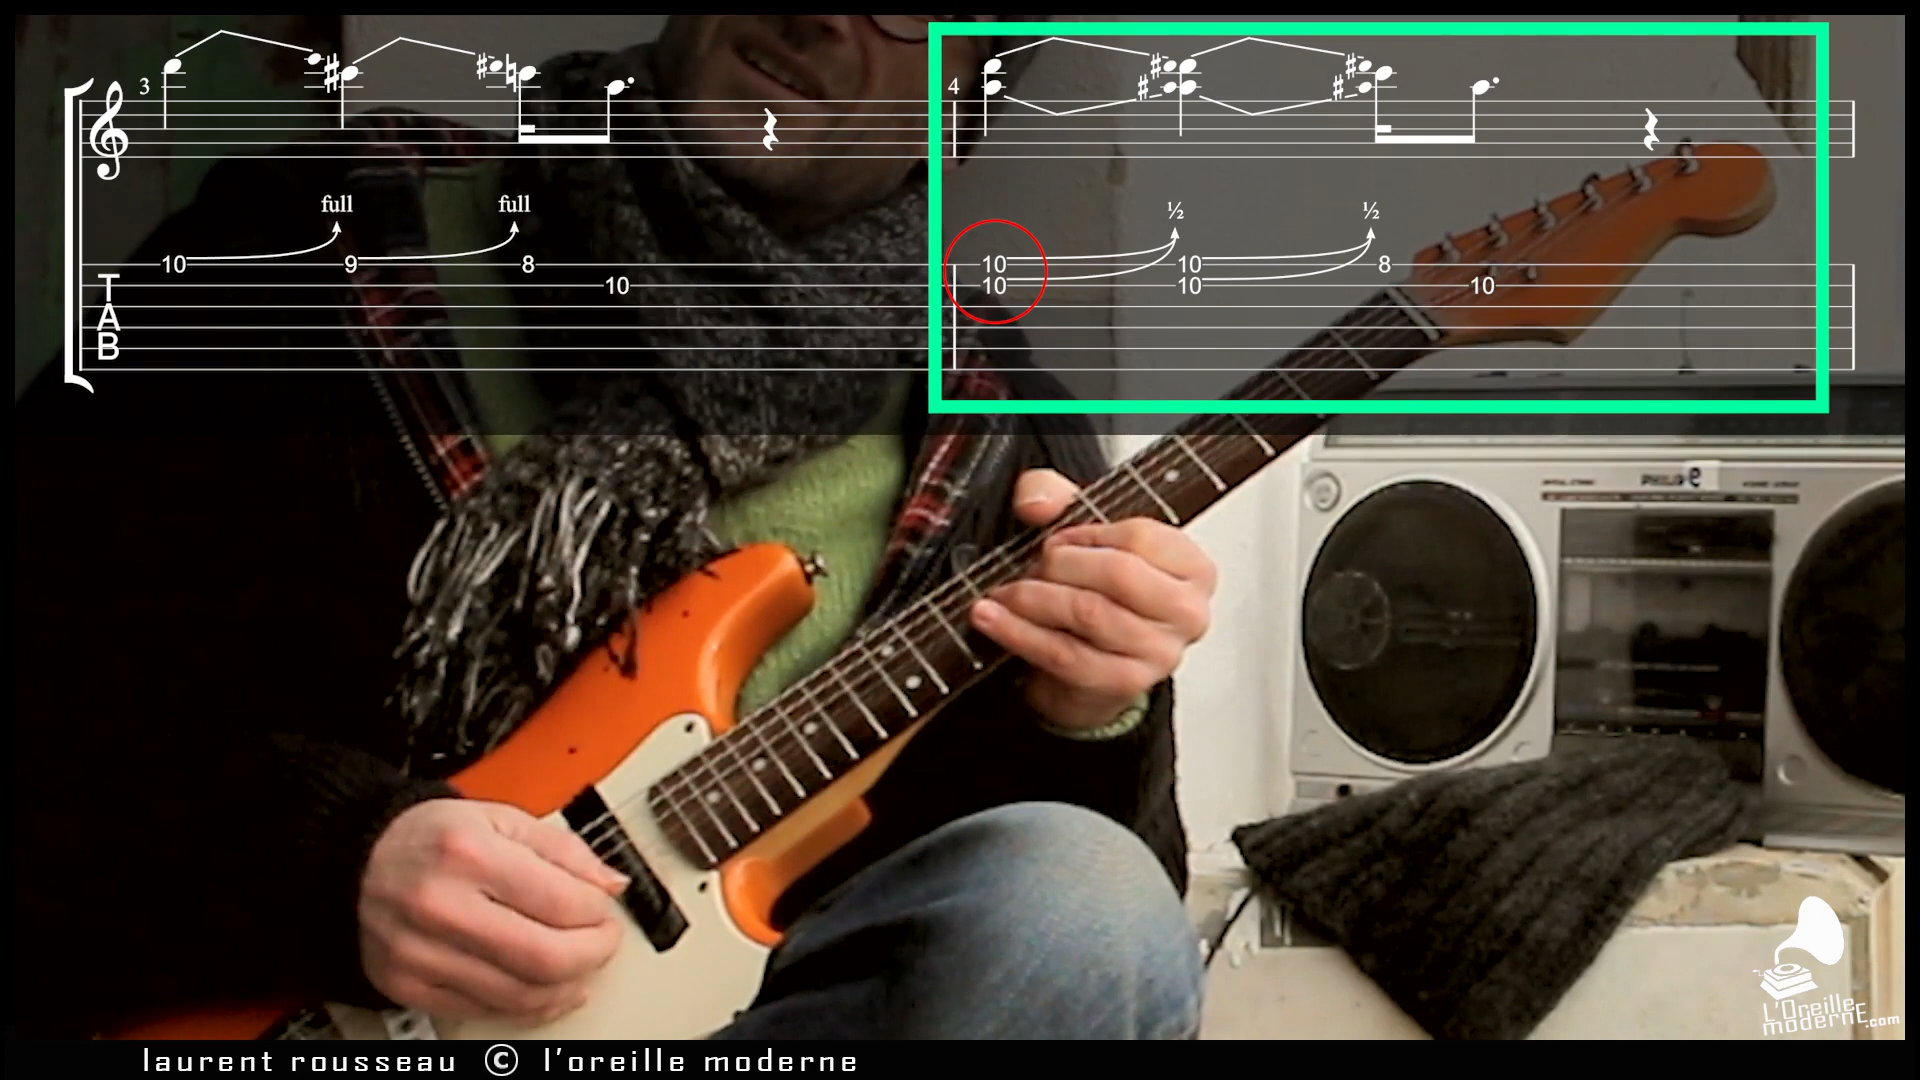 3
4
full full
½ ½
10 9 8
10
10 10 8
10 10 10
T
A
B
PHILO
L'Oreille
moderne.com
laurent rousseau © l'oreille moderne